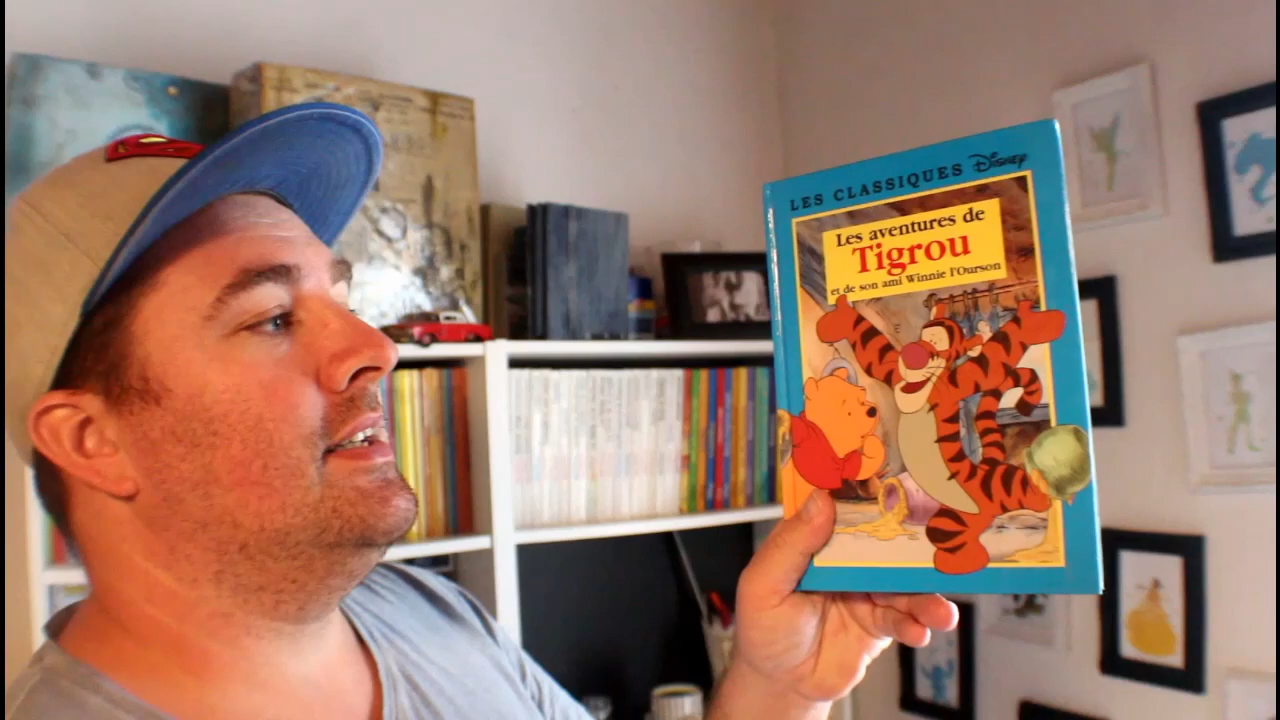 LES CLASSIQUES DISNEY
Les aventures de
Tigrou
et de son ami Winnie l'Ourson